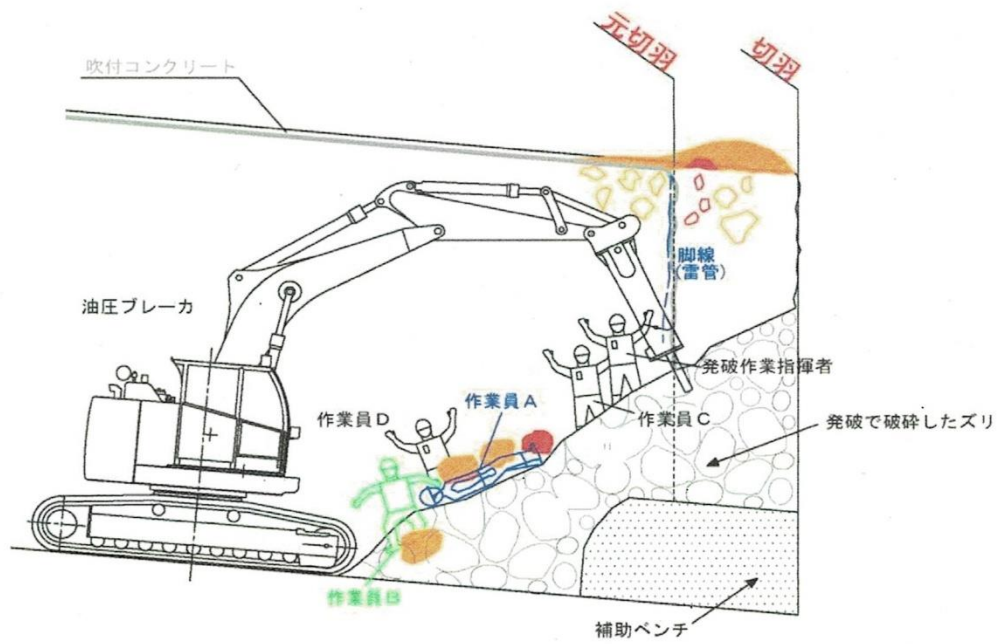 元切羽
切羽
吹付コンクリート
脚線
(雷管)
油圧ブレーカ
発破作業指揮者
作業員A
作業員D
作業員C
発破で破砕したズリ
作業員B
補助ベンチ